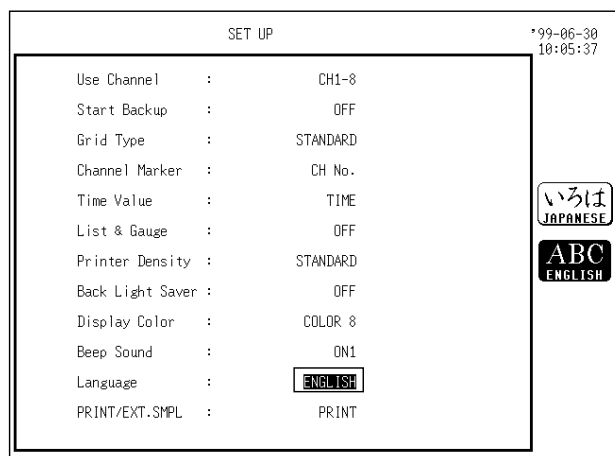 SET UP
'99-06-30
10:05:37
Use Channel : CH1-8
Start Backup : OFF
Grid Type : STANDARD
Channel Marker : CH No.
Time Value : TIME
List & Gauge : OFF
Printer Density : STANDARD
Back Light Saver : OFF
Display Color : COLOR 8
Beep Sound : ON1
Language : ENGLISH
PRINT/EXT.SMPL : PRINT
いろは
JAPANESE
ABC
ENGLISH